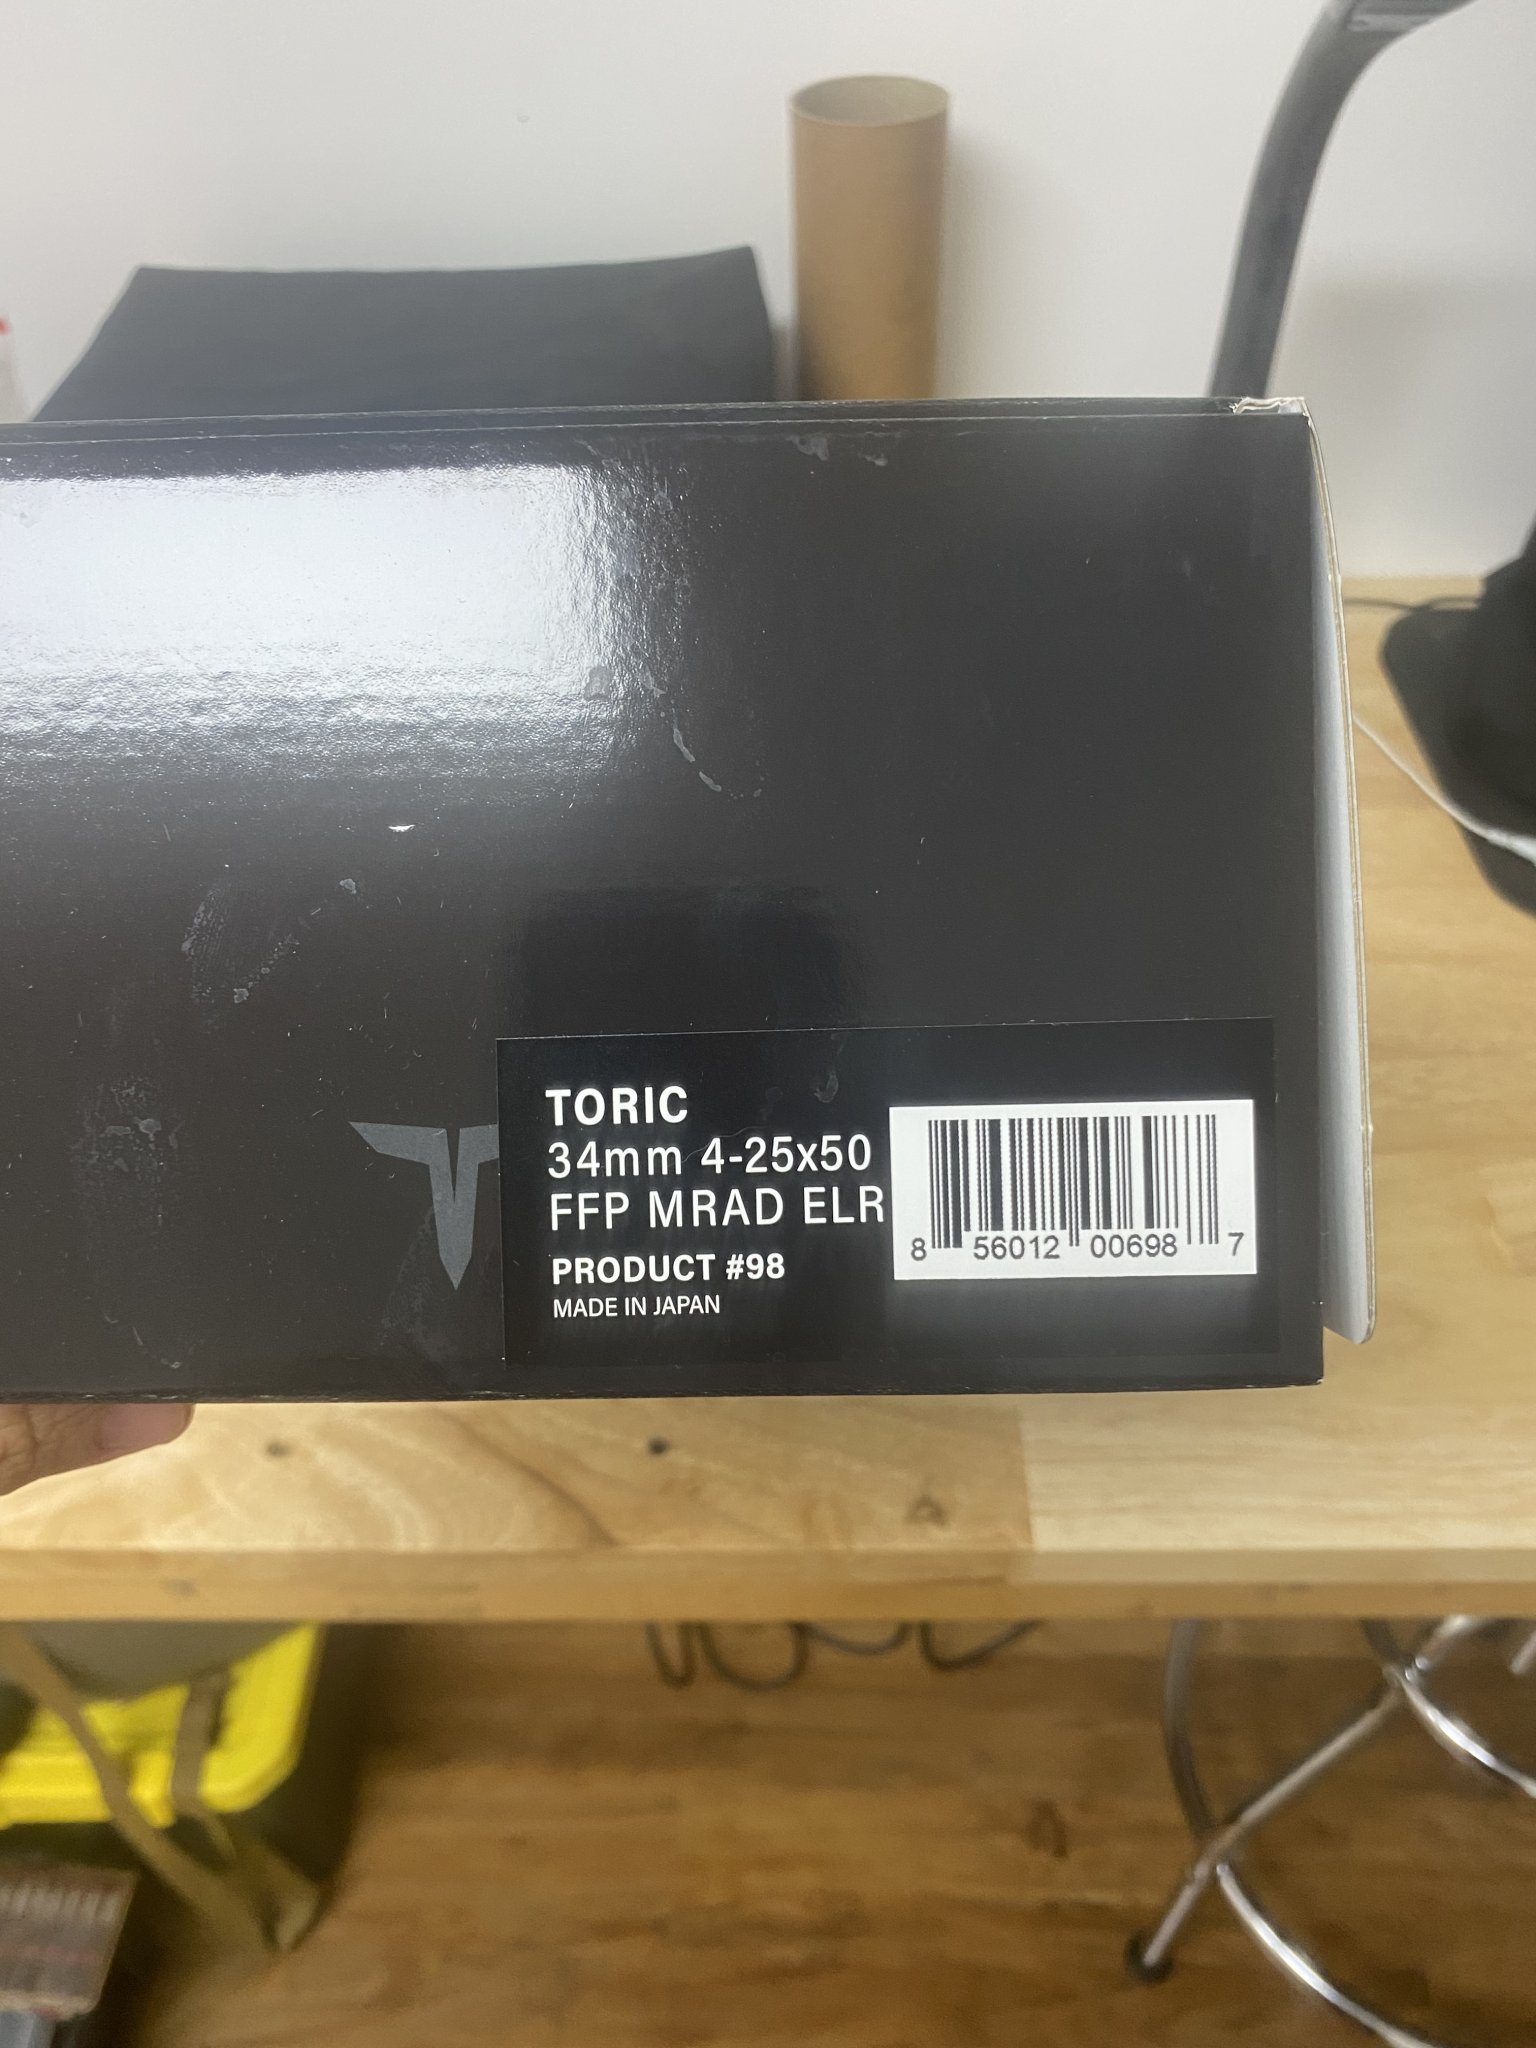 TORIC
34mm 4-25x50
FFP MRAD ELR
PRODUCT #98
MADE IN JAPAN
8 56012 00698 7